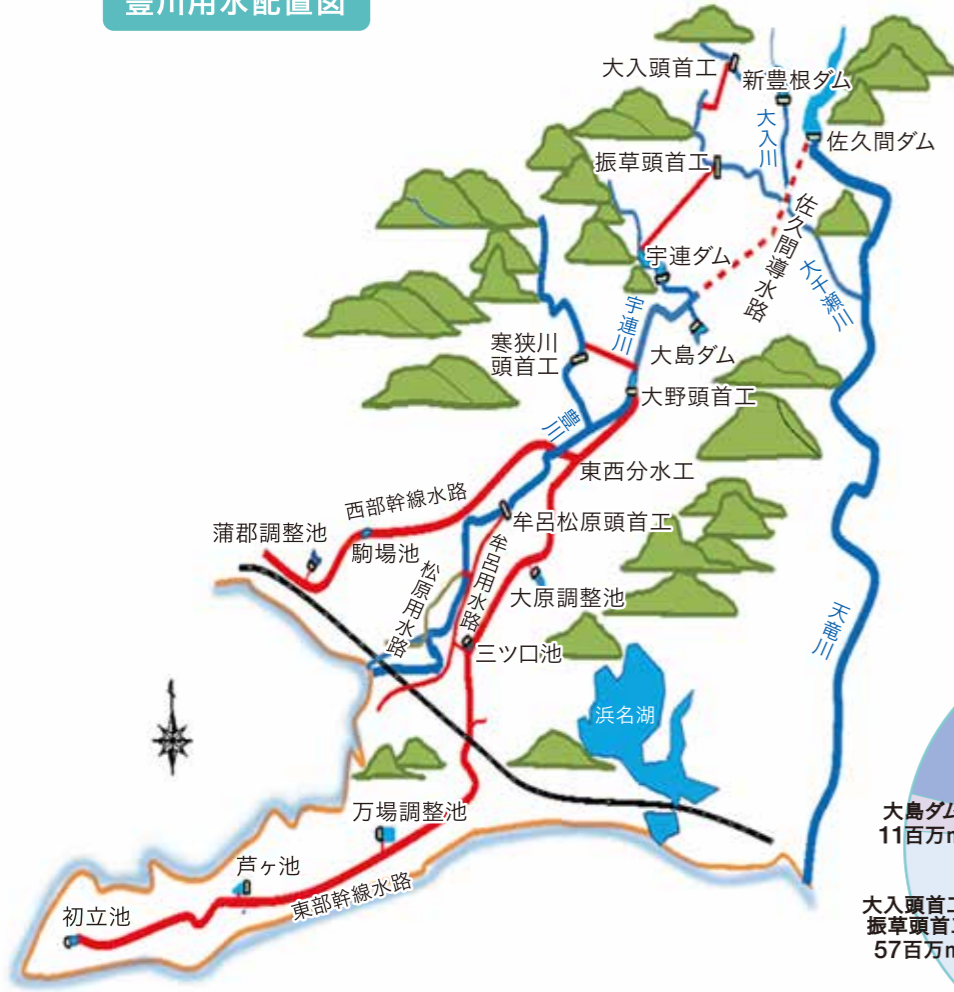 豊川用水配置図
大入頭首工
新豊根ダム
大入川
佐久間ダム
振草頭首工
佐久間導水路
宇連ダム
大千瀬川
宇連川
寒狭川
頭首工
大島ダム
大野頭首工
豊川
東西分水工
西部幹線水路
牟呂松原頭首工
蒲郡調整池
駒場池
松原用水路
牟呂用水路
大原調整池
天竜川
三ツ口池
浜名湖
万場調整池
芦ヶ池
東部幹線水路
初立池
大島ダム
11百万m
大入頭首工
振草頭首工
57百万m